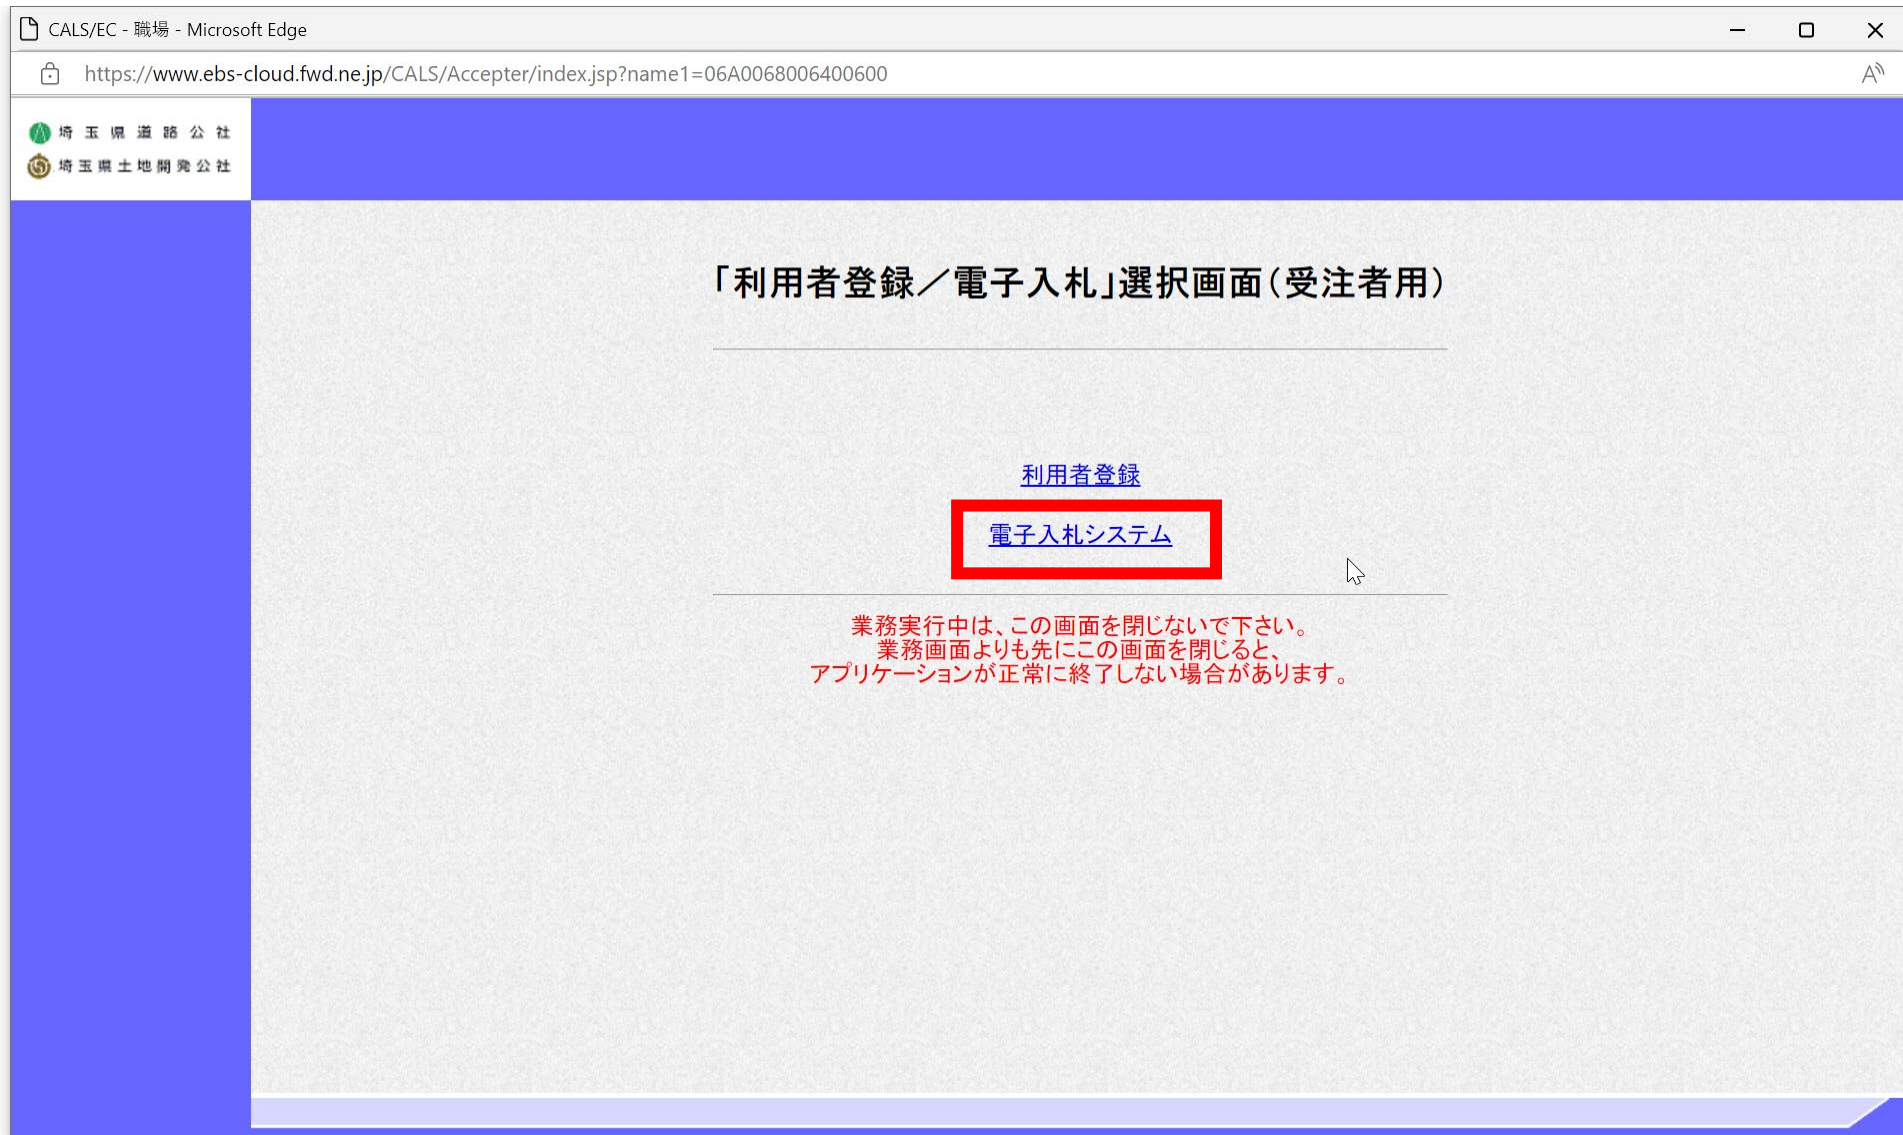 CALS/EC - 職場 - Microsoft Edge
https://www.ebs-cloud.fwd.ne.jp/CALS/Accepter/index.jsp?name1=06A0068006400600
埼玉県道路公社
埼玉県土地開発公社
「利用者登録／電子入札」選択画面（受注者用）
利用者登録
電子入札システム
業務実行中は、この画面を閉じないで下さい。
業務画面よりも先にこの画面を閉じると、
アプリケーションが正常に終了しない場合があります。